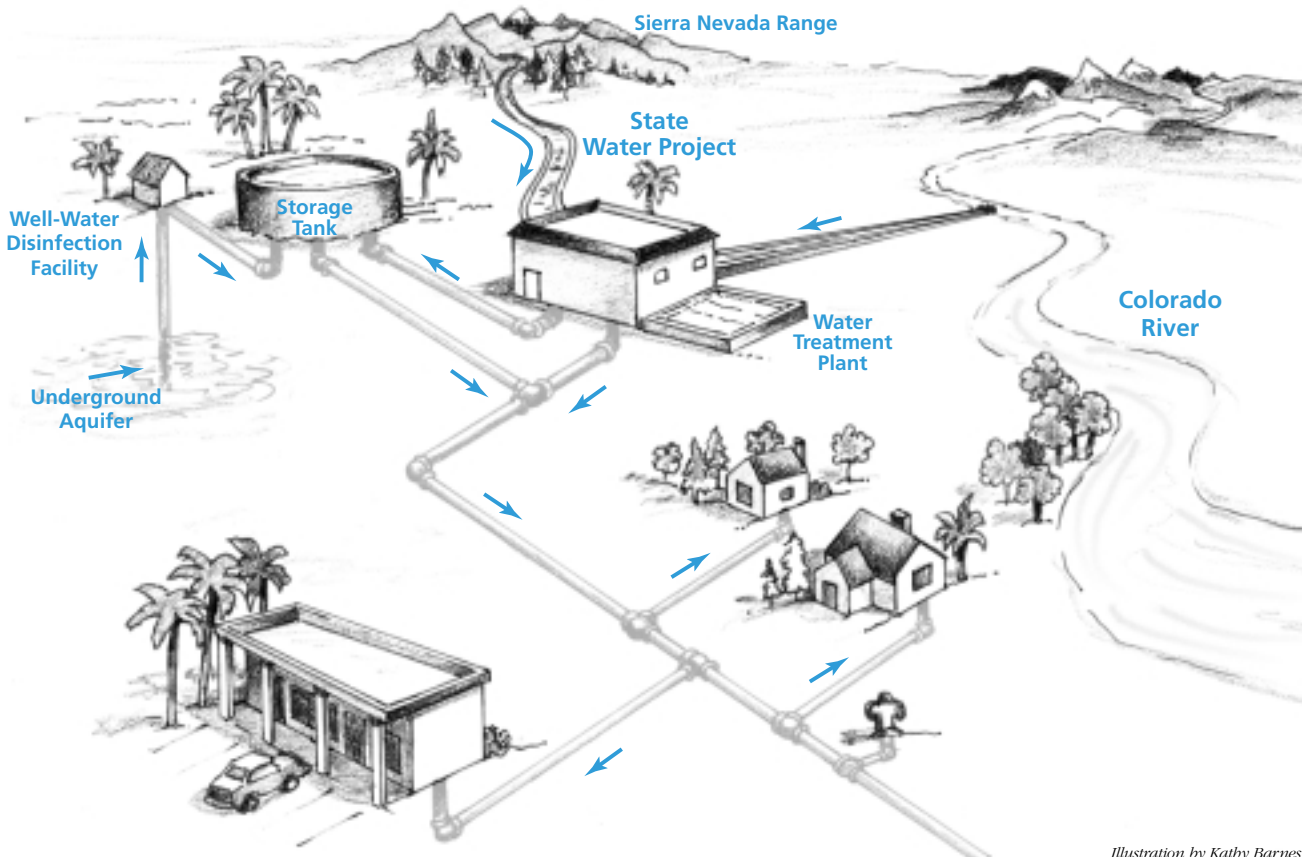 Sierra Nevada Range
State
Water Project
Well-Water
Disinfection
Facility
Storage
Tank
Colorado
River
Water
Treatment
Plant
Underground
Aquifer
Illustration by Kathy Barnes